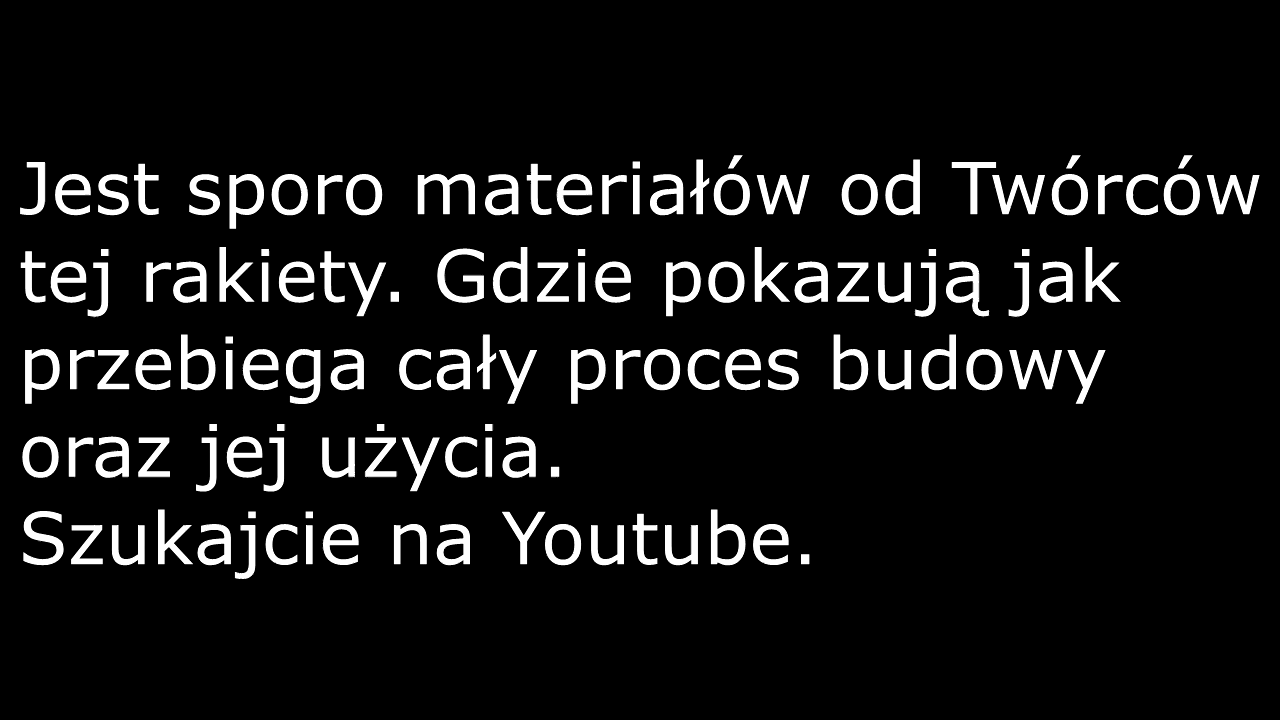 Jest sporo materiałów od Twórców
tej rakiety. Gdzie pokazują jak
przebiega cały proces budowy
oraz jej użycia.
Szukajcie na Youtube.